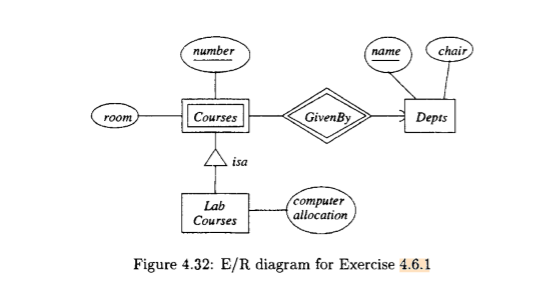 number
name
chair
room
Courses
GivenBy
Depts
isa
Lab
Courses
computer
allocation
Figure 4.32: E/R diagram for Exercise 4.6.1